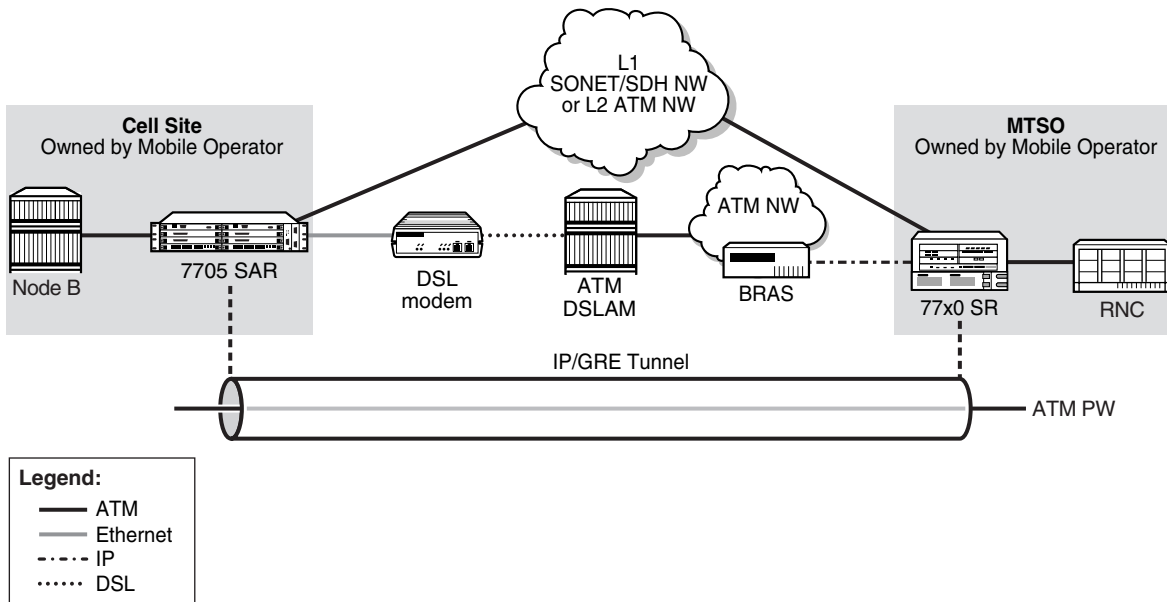 L1
SONET/SDH NW
or L2 ATM NW
Cell Site
Owned by Mobile Operator
MTSO
Owned by Mobile Operator
ATM NW
Node B
7705 SAR
DSL
modem
ATM
DSLAM
BRAS
77x0 SR
RNC
IP/GRE Tunnel
ATM PW
Legend:
ATM
Ethernet
IP
DSL